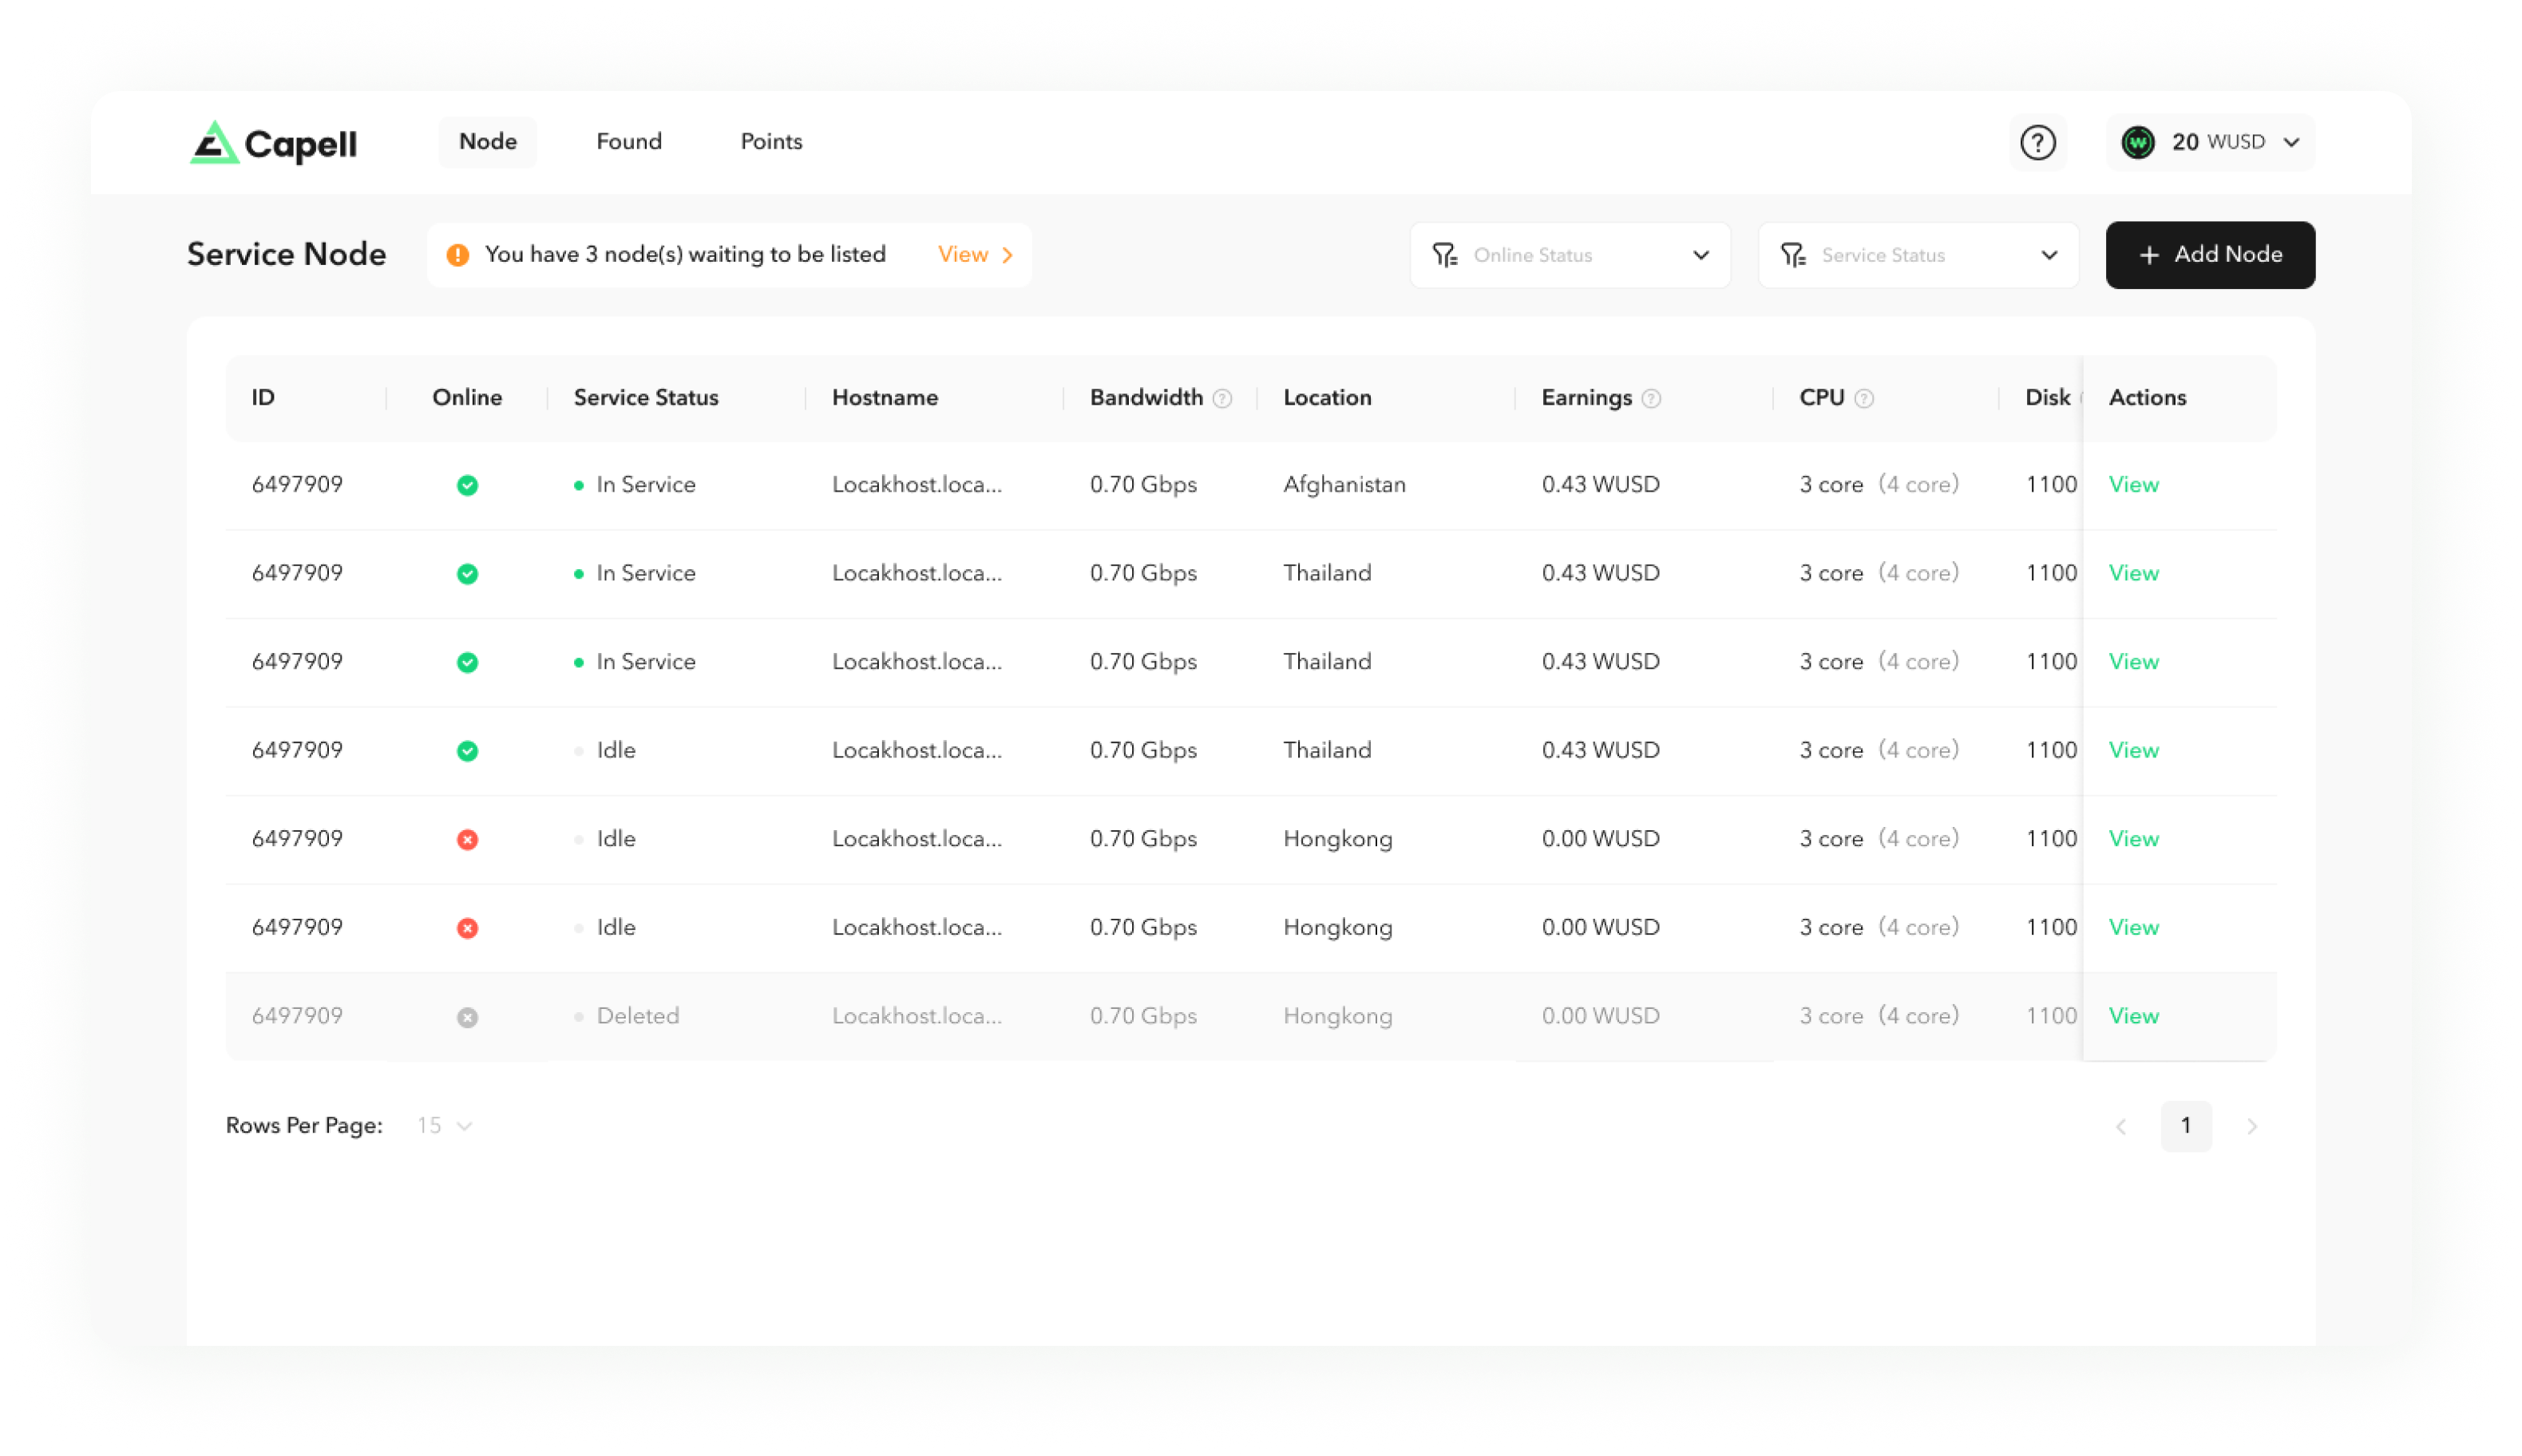 Capell Node Found Points ? 20 WUSD
Service Node You have 3 node(s) waiting to be listed View Online Status Service Status + Add Node
ID Online Service Status Hostname Bandwidth ? Location Earnings ? CPU ? Disk Actions
6497909 In Service Locakhost.loca... 0.70 Gbps Afghanistan 0.43 WUSD 3 core (4 core) 1100 View
6497909 In Service Locakhost.loca... 0.70 Gbps Thailand 0.43 WUSD 3 core (4 core) 1100 View
6497909 In Service Locakhost.loca... 0.70 Gbps Thailand 0.43 WUSD 3 core (4 core) 1100 View
6497909 Idle Locakhost.loca... 0.70 Gbps Thailand 0.43 WUSD 3 core (4 core) 1100 View
6497909 Idle Locakhost.loca... 0.70 Gbps Hongkong 0.00 WUSD 3 core (4 core) 1100 View
6497909 Idle Locakhost.loca... 0.70 Gbps Hongkong 0.00 WUSD 3 core (4 core) 1100 View
6497909 Deleted Locakhost.loca... 0.70 Gbps Hongkong 0.00 WUSD 3 core (4 core) 1100 View
Rows Per Page: 15 1